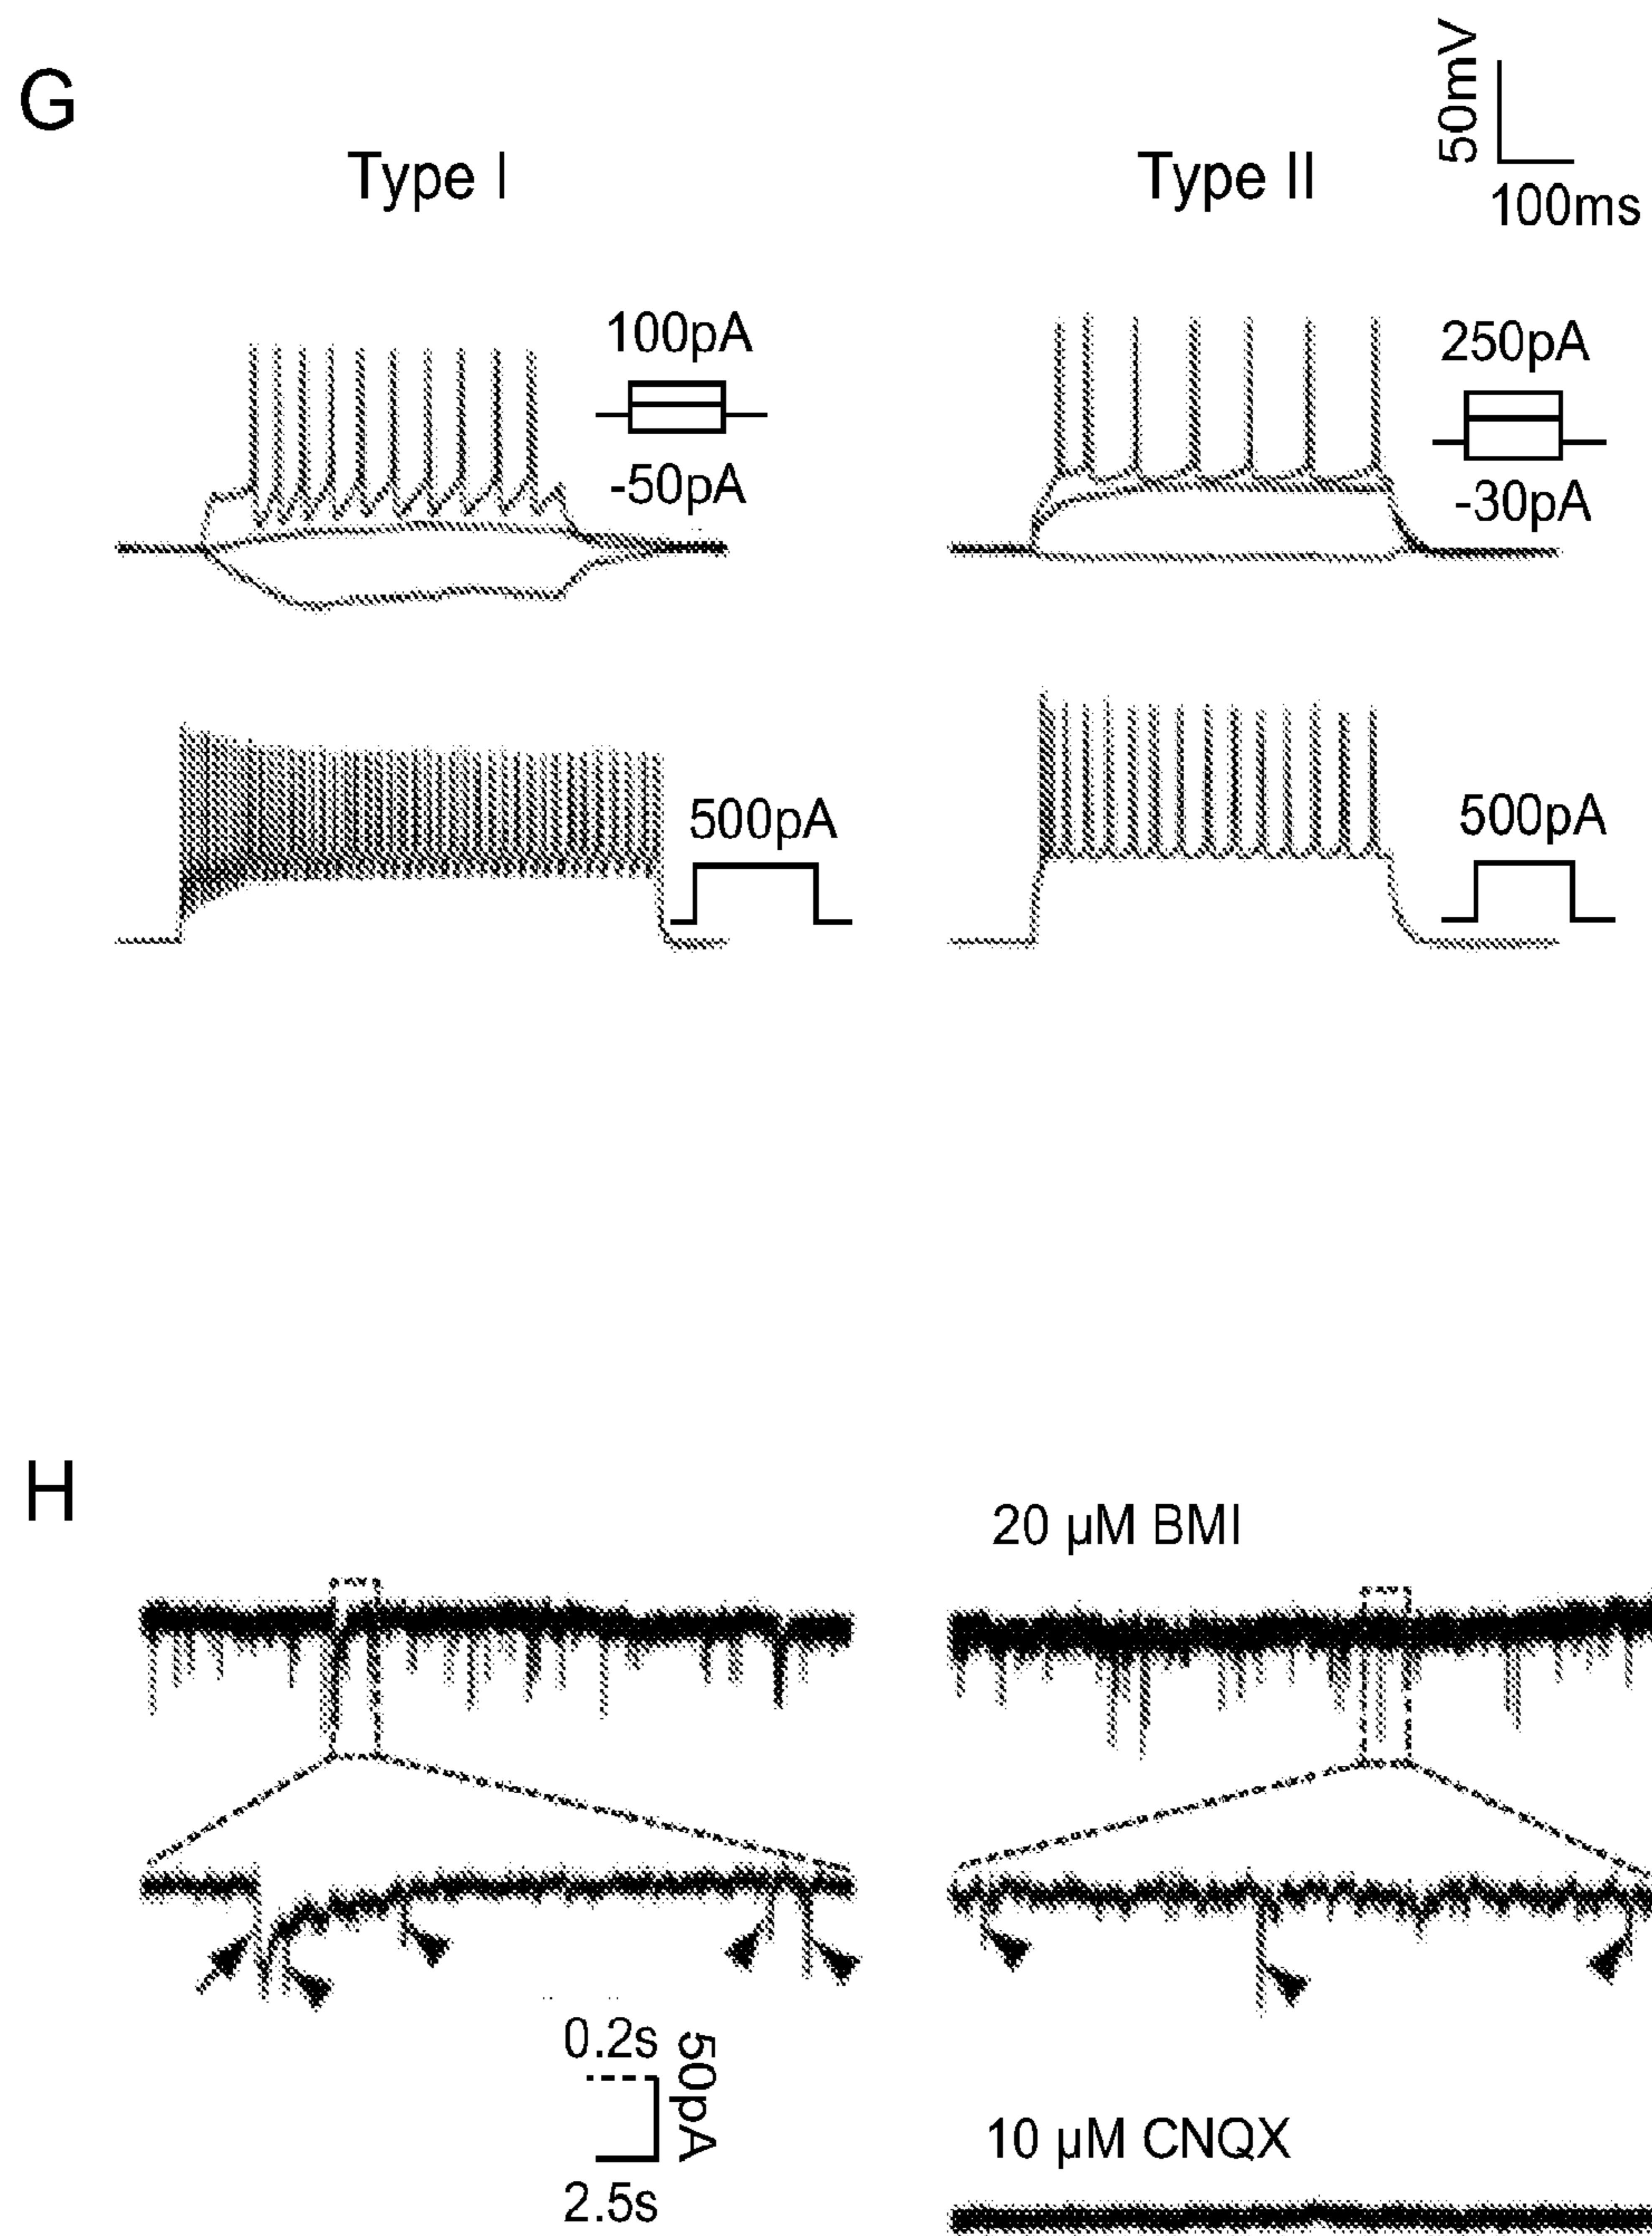 G
50mV
100ms
Type I
Type II
100pA
-50pA
250pA
-30pA
500pA
500pA
H
20 µM BMI
0.2s
50pA
2.5s
10 µM CNQX